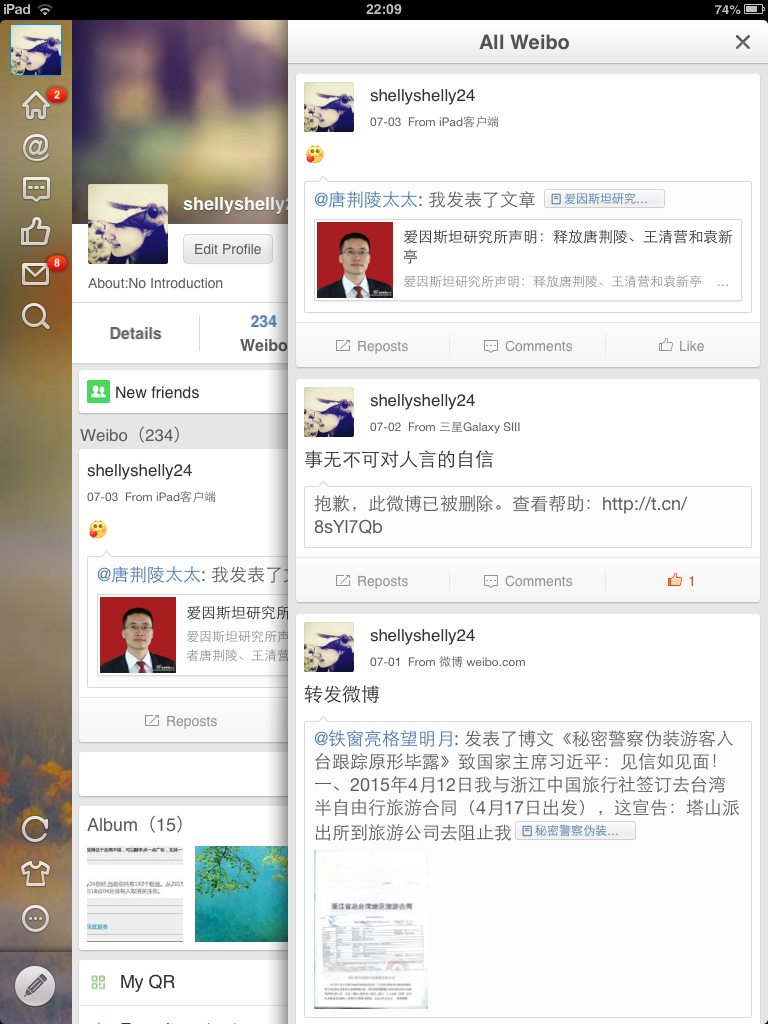 iPad
22:09
74%
2
8
shellyshelly2
Edit Profile
About:No Introduction
Details
234
Weibo
New friends
Weibo（234）
shellyshelly24
07-03 From iPad客户端
@唐荆陵太太: 我发表了
爱因斯坦研究所
爱因斯坦研究所声
者唐荆陵、王清营
Reposts
Album（15）
My QR
All Weibo
shellyshelly24
07-03 From iPad客户端
@唐荆陵太太: 我发表了文章 爱因斯坦研究...
爱因斯坦研究所声明：释放唐荆陵、王清营和袁新
亭
爱因斯坦研究所声明：释放唐荆陵、王清营和袁新亭 ...
Reposts
Comments
Like
shellyshelly24
07-02 From 三星Galaxy SIII
事无不可对人言的自信
抱歉，此微博已被删除。查看帮助：http://t.cn/
8sYl7Qb
Reposts
Comments
1
shellyshelly24
07-01 From 微博 weibo.com
转发微博
@铁窗亮格望明月: 发表了博文《秘密警察伪装游客入
台跟踪原形毕露》致国家主席习近平：见信如见面！
一、2015年4月12日我与浙江中国旅行社签订去台湾
半自由行旅游合同（4月17日出发），这宣告：塔山派
出所到旅游公司去阻止我 秘密警察伪装...
浙江省赴台湾地区旅游合同